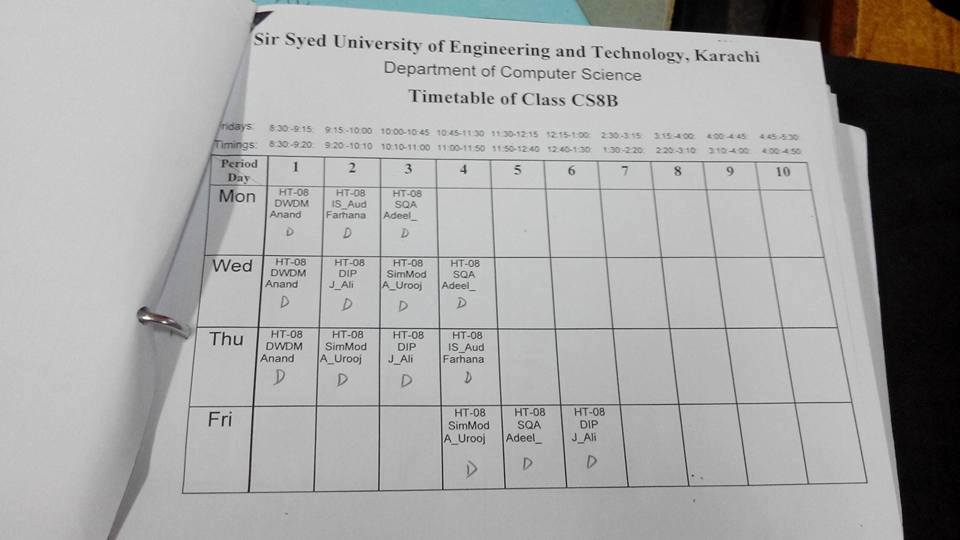 Sir Syed University of Engineering and Technology, Karachi
Department of Computer Science
Timetable of Class CS8B
ridays: 8:30:-9:15: 9:15:-10:00 10:00-10:45 10:45-11:30 11:30-12:15 12:15-1:00: 2:30:-3:15: 3:15:-4:00: 4:00:-4:45: 4:45:-5:30:
Timings: 8:30:-9:20: 9:20:-10:10 10:10-11:00 11:00-11:50 11:50-12:40 12:40-1:30: 1:30:-2:20: 2:20:-3:10: 3:10:-4:00: 4:00:-4:50:
Period 1 2 3 4 5 6 7 8 9 10
Day
Mon HT-08 HT-08 HT-08
DWDM IS_Aud SQA
Anand Farhana Adeel_
D D D
Wed HT-08 HT-08 HT-08 HT-08
DWDM DIP SimMod SQA
Anand J_Ali A_Urooj Adeel_
D D D D
Thu HT-08 HT-08 HT-08 HT-08
DWDM SimMod DIP IS_Aud
Anand A_Urooj J_Ali Farhana
D D D D
Fri HT-08 HT-08 HT-08
SimMod SQA DIP
A_Urooj Adeel_ J_Ali
D D D